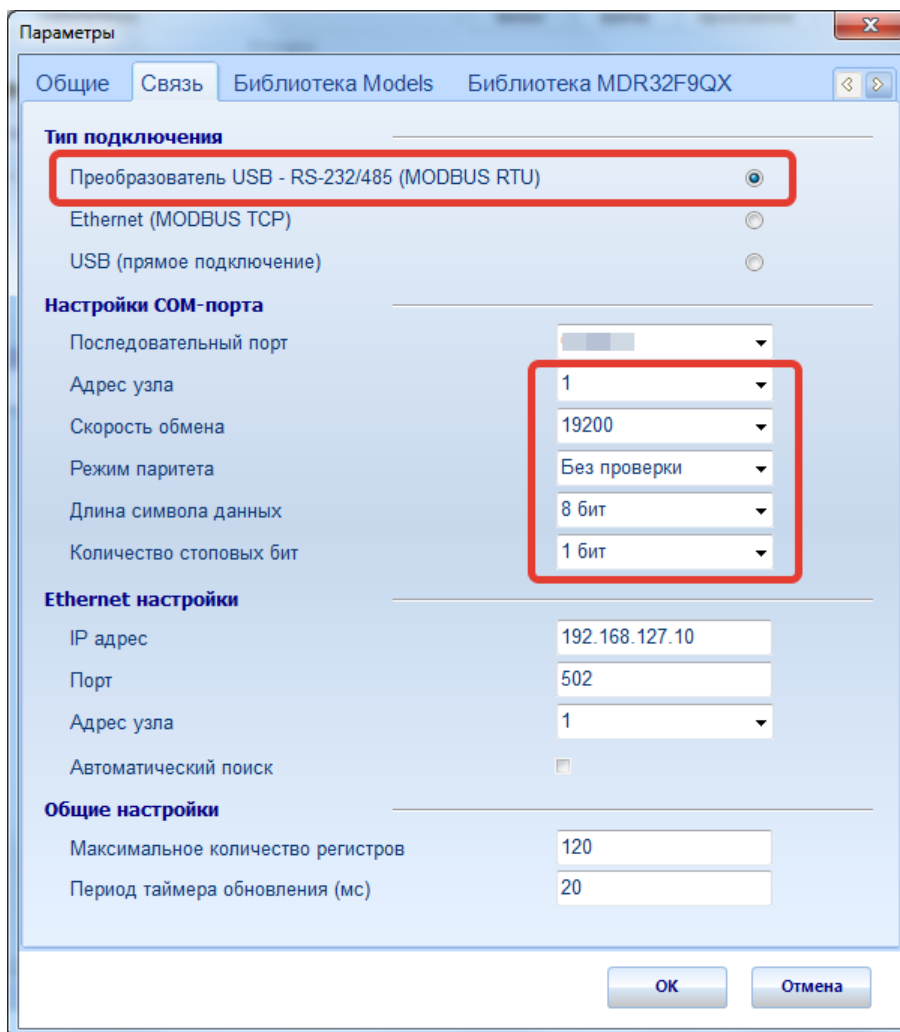 Параметры
Общие Связь Библиотека Models Библиотека MDR32F9QX
Тип подключения
Преобразователь USB - RS-232/485 (MODBUS RTU)
Ethernet (MODBUS TCP)
USB (прямое подключение)
Настройки COM-порта
Последовательный порт
Адрес узла 1
Скорость обмена 19200
Режим паритета Без проверки
Длина символа данных 8 бит
Количество стоповых бит 1 бит
Ethernet настройки
IP адрес 192.168.127.10
Порт 502
Адрес узла 1
Автоматический поиск
Общие настройки
Максимальное количество регистров 120
Период таймера обновления (мс) 20
OK Отмена